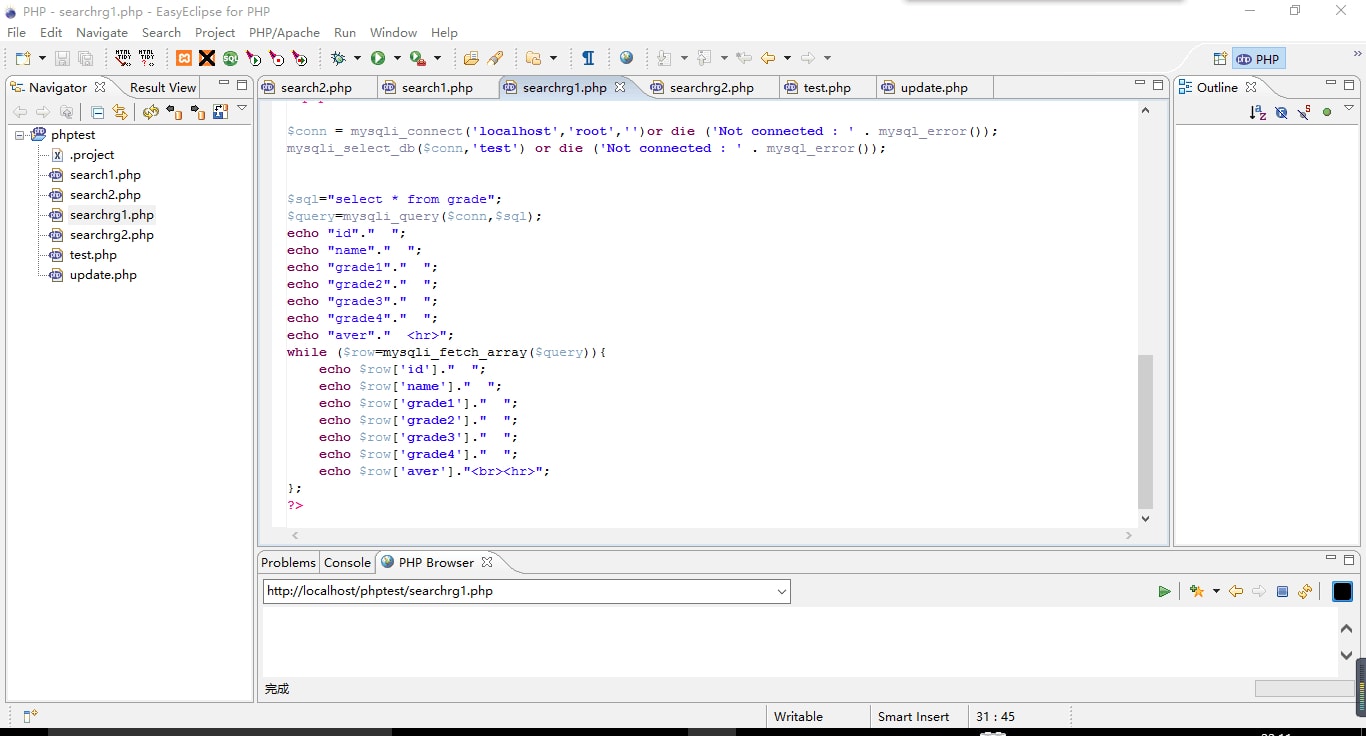 PHP - searchrg1.php - EasyEclipse for PHP
File Edit Navigate Search Project PHP/Apache Run Window Help
PHP
Navigator Result View
search2.php search1.php searchrg1.php searchrg2.php test.php update.php
Outline
phptest
.project
search1.php
search2.php
searchrg1.php
searchrg2.php
test.php
update.php
$conn = mysqli_connect('localhost','root','')or die ('Not connected : ' . mysql_error());
mysqli_select_db($conn,'test') or die ('Not connected : ' . mysql_error());
$sql="select * from grade";
$query=mysqli_query($conn,$sql);
echo "id"."  ";
echo "name"."  ";
echo "grade1"."  ";
echo "grade2"."  ";
echo "grade3"."  ";
echo "grade4"."  ";
echo "aver"."  <hr>";
while ($row=mysqli_fetch_array($query)){
    echo $row['id']."  ";
    echo $row['name']."  ";
    echo $row['grade1']."  ";
    echo $row['grade2']."  ";
    echo $row['grade3']."  ";
    echo $row['grade4']."  ";
    echo $row['aver']."<br><hr>";
};
?>
Problems Console PHP Browser
http://localhost/phptest/searchrg1.php
完成
Writable Smart Insert 31 : 45